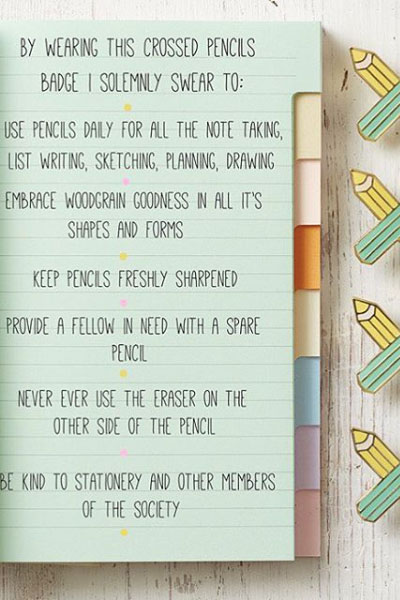 BY WEARING THIS CROSSED PENCILS
BADGE I SOLEMNLY SWEAR TO:
USE PENCILS DAILY FOR ALL THE NOTE TAKING,
LIST WRITING, SKETCHING, PLANNING, DRAWING
EMBRACE WOODGRAIN GOODNESS IN ALL IT'S
SHAPES AND FORMS
KEEP PENCILS FRESHLY SHARPENED
PROVIDE A FELLOW IN NEED WITH A SPARE
PENCIL
NEVER EVER USE THE ERASER ON THE
OTHER SIDE OF THE PENCIL
BE KIND TO STATIONERY AND OTHER MEMBERS
OF THE SOCIETY